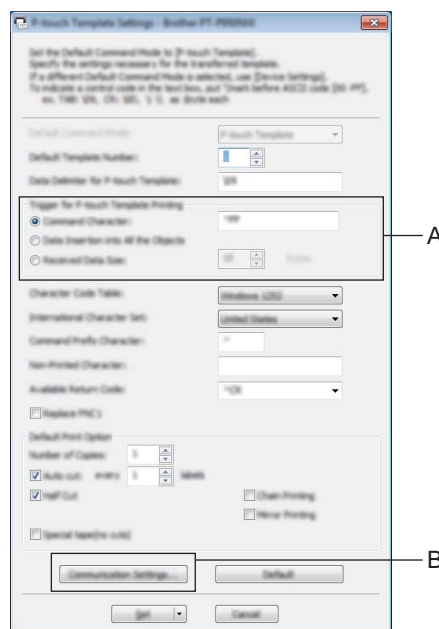 P-touch Template Settings - Brother PT-P950NW
Set the Default Command Mode to [P-touch Template].
Specify the settings necessary for the transferred template.
If a different Default Command Mode is selected, use [Device Settings].
Default Command Mode:
P-touch Template
Default Template Number:
Data Delimiter for P-touch Template:
Trigger for P-touch Template Printing
Command Character:
^FF
A
Data Insertion into All the Objects
Received Data Size:
Character Code Table:
Windows 1252
International Character Set:
United States
Command Prefix Character:
^
Non-Printed Character:
Available Return Code:
^CR
Replace FNC1
Default Print Option
Number of Copies:
1
Auto cut: every 1 labels
Half Cut
Chain Printing
Mirror Printing
Special tape(no cuts)
B
Communication Settings...
Default
Set
Cancel